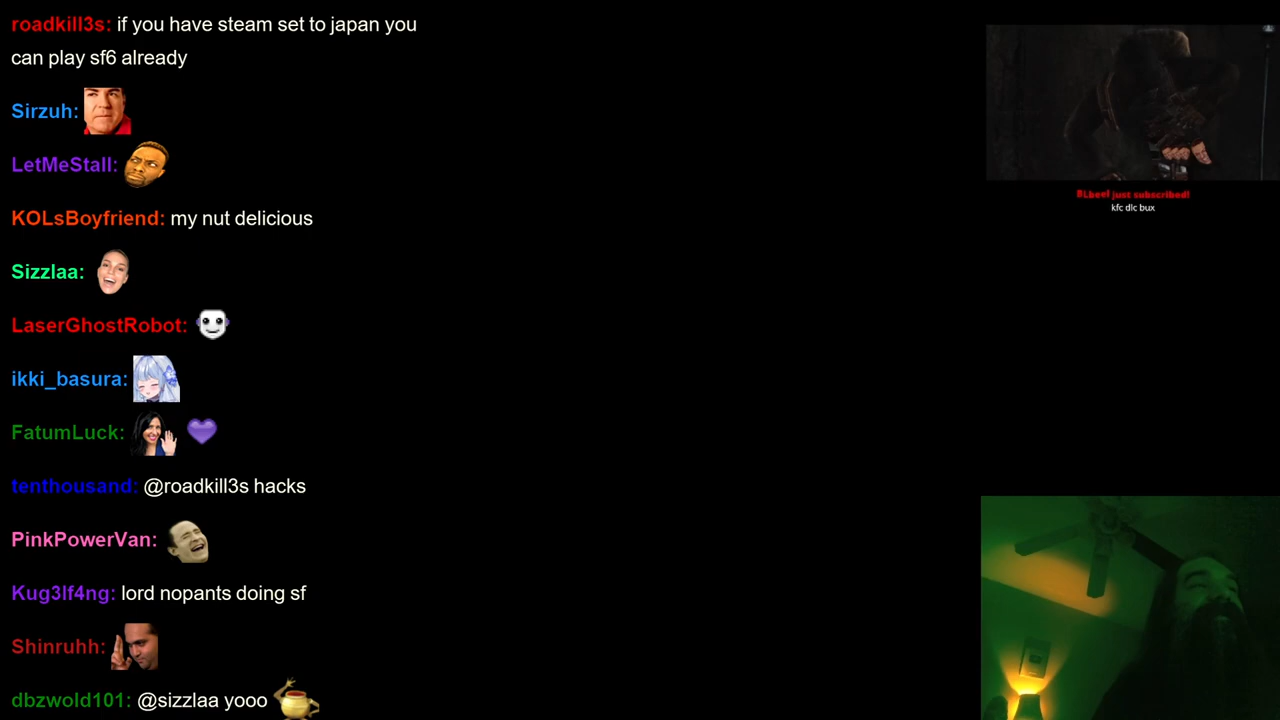 roadkill3s: if you have steam set to japan you
can play sf6 already
Sirzuh:
LetMeStall:
KOLsBoyfriend: my nut delicious
Sizzlaa:
LaserGhostRobot:
ikki_basura:
FatumLuck:
tenthousand: @roadkill3s hacks
PinkPowerVan:
Kug3lf4ng: lord nopants doing sf
Shinruhh:
dbzwold101: @sizzlaa yooo
just subscribed!
kfc dlc bux